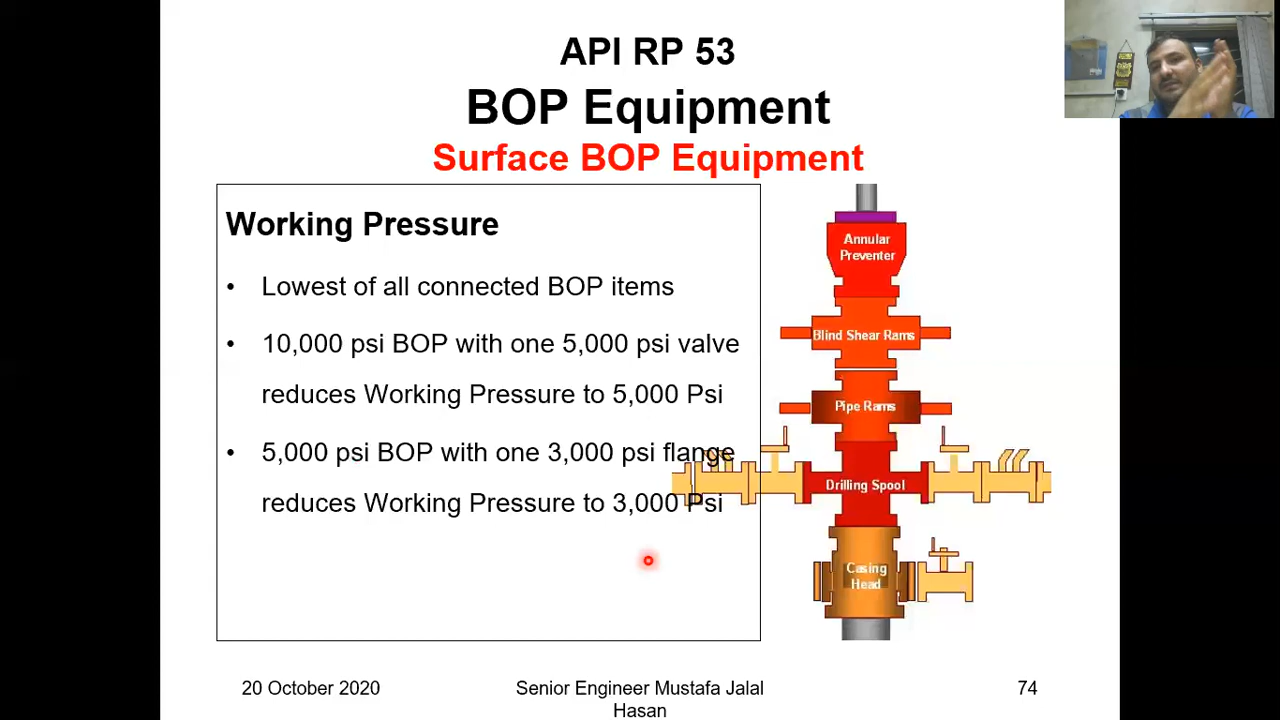 API RP 53
BOP Equipment
Surface BOP Equipment
Working Pressure
• Lowest of all connected BOP items
• 10,000 psi BOP with one 5,000 psi valve
reduces Working Pressure to 5,000 Psi
• 5,000 psi BOP with one 3,000 psi flange
reduces Working Pressure to 3,000 Psi
Annular
Preventer
Blind Shear Rams
Pipe Rams
Drilling Spool
Casing
Head
20 October 2020
Senior Engineer Mustafa Jalal
Hasan
74